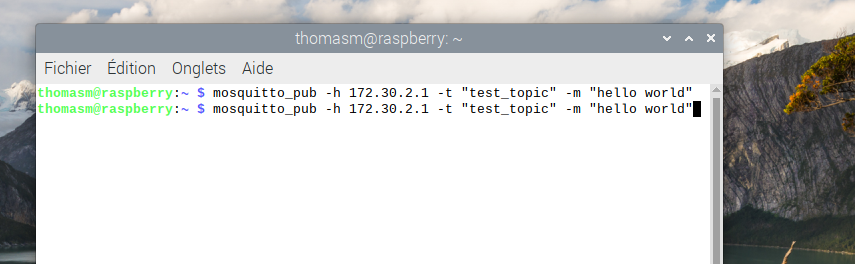 thomasm@raspberry: ~
Fichier Édition Onglets Aide
thomasm@raspberry:~ $ mosquitto_pub -h 172.30.2.1 -t "test_topic" -m "hello world"
thomasm@raspberry:~ $ mosquitto_pub -h 172.30.2.1 -t "test_topic" -m "hello world"